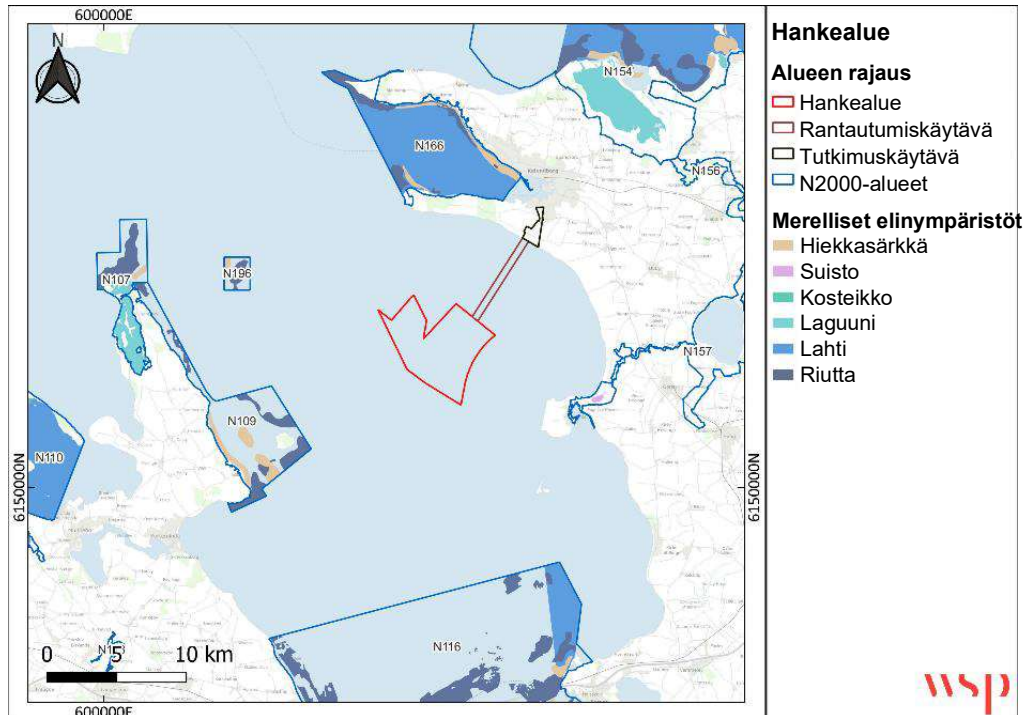 600000E
N
N154
N166
N156
N107
N196
N157
N109
N110
6150000N
6150000N
N116
0 5 10 km
600000E
Hankealue
Alueen rajaus
Hankealue
Rantautumiskäytävä
Tutkimuskäytävä
N2000-alueet
Merelliset elinympäristöt
Hiekkasärkkä
Suisto
Kosteikko
Laguuni
Lahti
Riutta
wsp